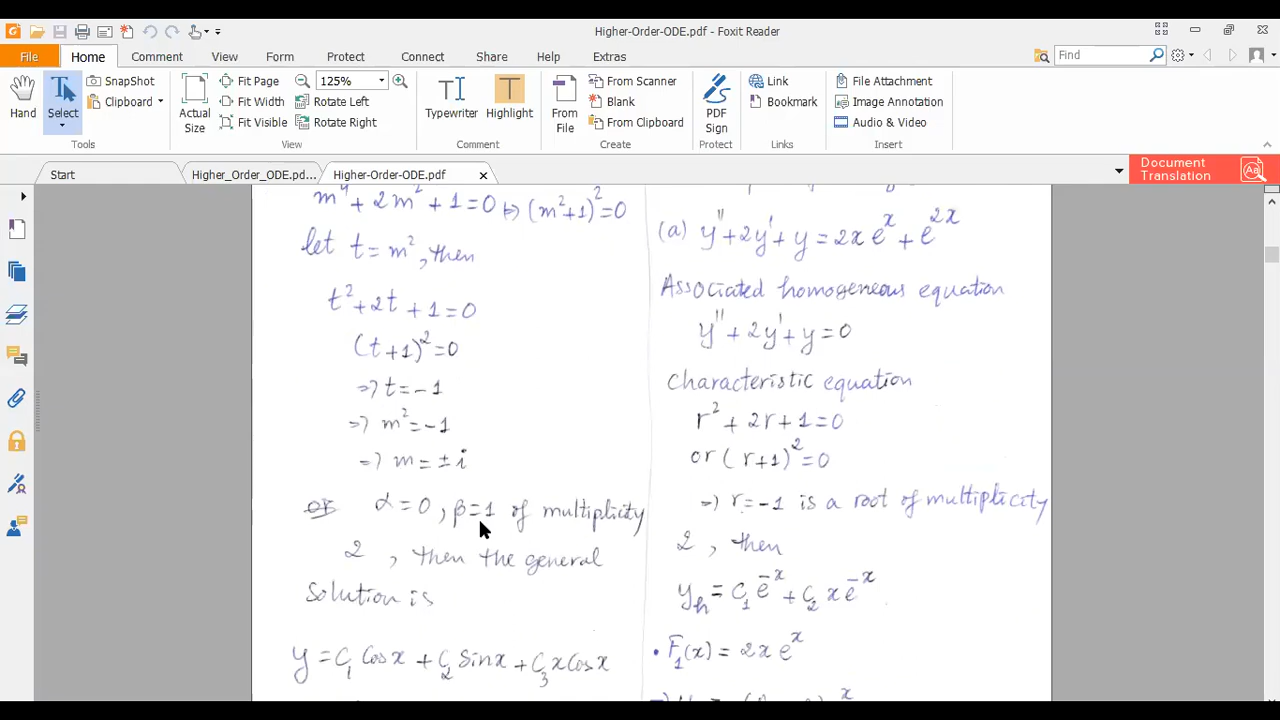 Higher-Order-ODE.pdf - Foxit Reader
File Home Comment View Form Protect Connect Share Help Extras Find
Hand Select SnapShot Clipboard Actual Size Fit Page Fit Width Fit Visible 125% Rotate Left Rotate Right Typewriter Highlight From File From Scanner Blank From Clipboard PDF Sign Link Bookmark File Attachment Image Annotation Audio & Video
Tools View Comment Create Protect Links Insert
Start Higher_Order_ODE.pd... Higher-Order-ODE.pdf Document Translation
m⁴ + 2m² + 1 = 0 ⇒ (m²+1)² = 0
let t = m², then
t² + 2t + 1 = 0
(t+1)² = 0
⇒ t = -1
⇒ m² = -1
⇒ m = ± i
α = 0, β = 1 of multiplicity
2, then the general
solution is
y = C₁ Cosx + C₂ Sinx + C₃ x Cosx
(a) y'' + 2y' + y = 2x eˣ + e²ˣ
Associated homogeneous equation
y'' + 2y' + y = 0
Characteristic equation
r² + 2r + 1 = 0
or (r+1)² = 0
⇒ r = -1 is a root of multiplicity
2, then
yₕ = C₁ e⁻ˣ + C₂ x e⁻ˣ
• F₁(x) = 2x eˣ